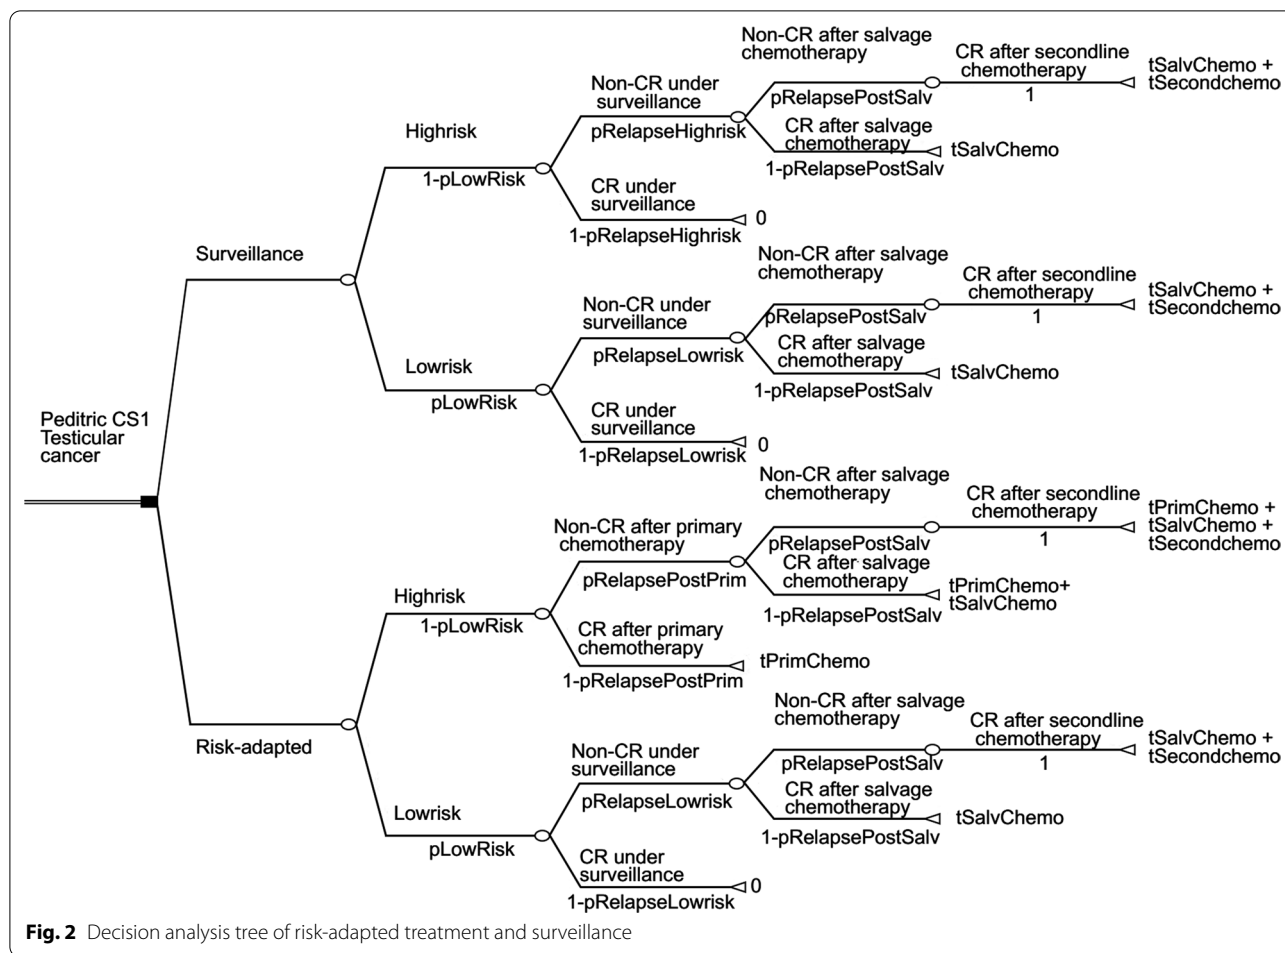 Non-CR after salvage
chemotherapy
CR after secondline
chemotherapy
tSalvChemo +
tSecondchemo
Non-CR under
surveillance
pRelapsePostSalv
1
Highrisk
pRelapseHighrisk
CR after salvage
chemotherapy
tSalvChemo
1-pLowRisk
1-pRelapsePostSalv
CR under
surveillance
0
1-pRelapseHighrisk
Surveillance
Non-CR after salvage
chemotherapy
CR after secondline
chemotherapy
tSalvChemo +
tSecondchemo
Non-CR under
surveillance
pRelapsePostSalv
1
pRelapseLowrisk
CR after salvage
chemotherapy
tSalvChemo
Lowrisk
pLowRisk
1-pRelapsePostSalv
CR under
surveillance
0
1-pRelapseLowrisk
Peditric CS1
Testicular
cancer
Non-CR after salvage
chemotherapy
CR after secondline
chemotherapy
tPrimChemo +
tSalvChemo +
tSecondchemo
Non-CR after primary
chemotherapy
pRelapsePostSalv
1
pRelapsePostPrim
CR after salvage
chemotherapy
tPrimChemo+
tSalvChemo
Highrisk
1-pLowRisk
1-pRelapsePostSalv
CR after primary
chemotherapy
tPrimChemo
1-pRelapsePostPrim
Risk-adapted
Non-CR after salvage
chemotherapy
CR after secondline
chemotherapy
tSalvChemo +
tSecondchemo
Non-CR under
surveillance
pRelapsePostSalv
1
pRelapseLowrisk
CR after salvage
chemotherapy
tSalvChemo
Lowrisk
pLowRisk
1-pRelapsePostSalv
CR under
surveillance
0
1-pRelapseLowrisk
Fig. 2 Decision analysis tree of risk-adapted treatment and surveillance